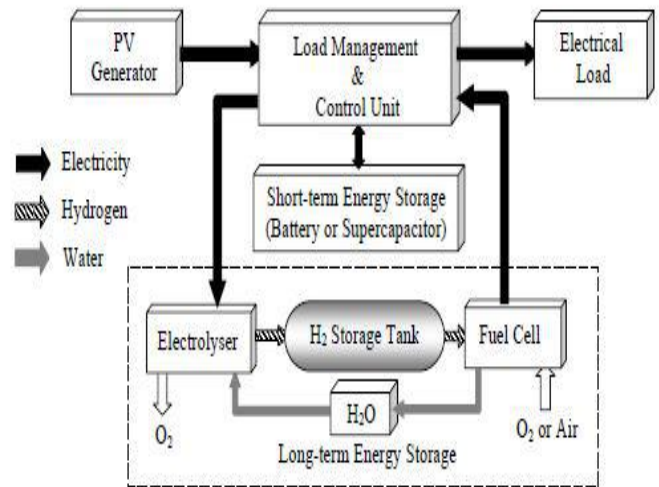 PV
Generator
Load Management
&
Control Unit
Electrical
Load
Electricity
Hydrogen
Water
Short-term Energy Storage
(Battery or Supercapacitor)
Electrolyser
H₂ Storage Tank
Fuel Cell
H₂O
O₂
O₂ or Air
Long-term Energy Storage